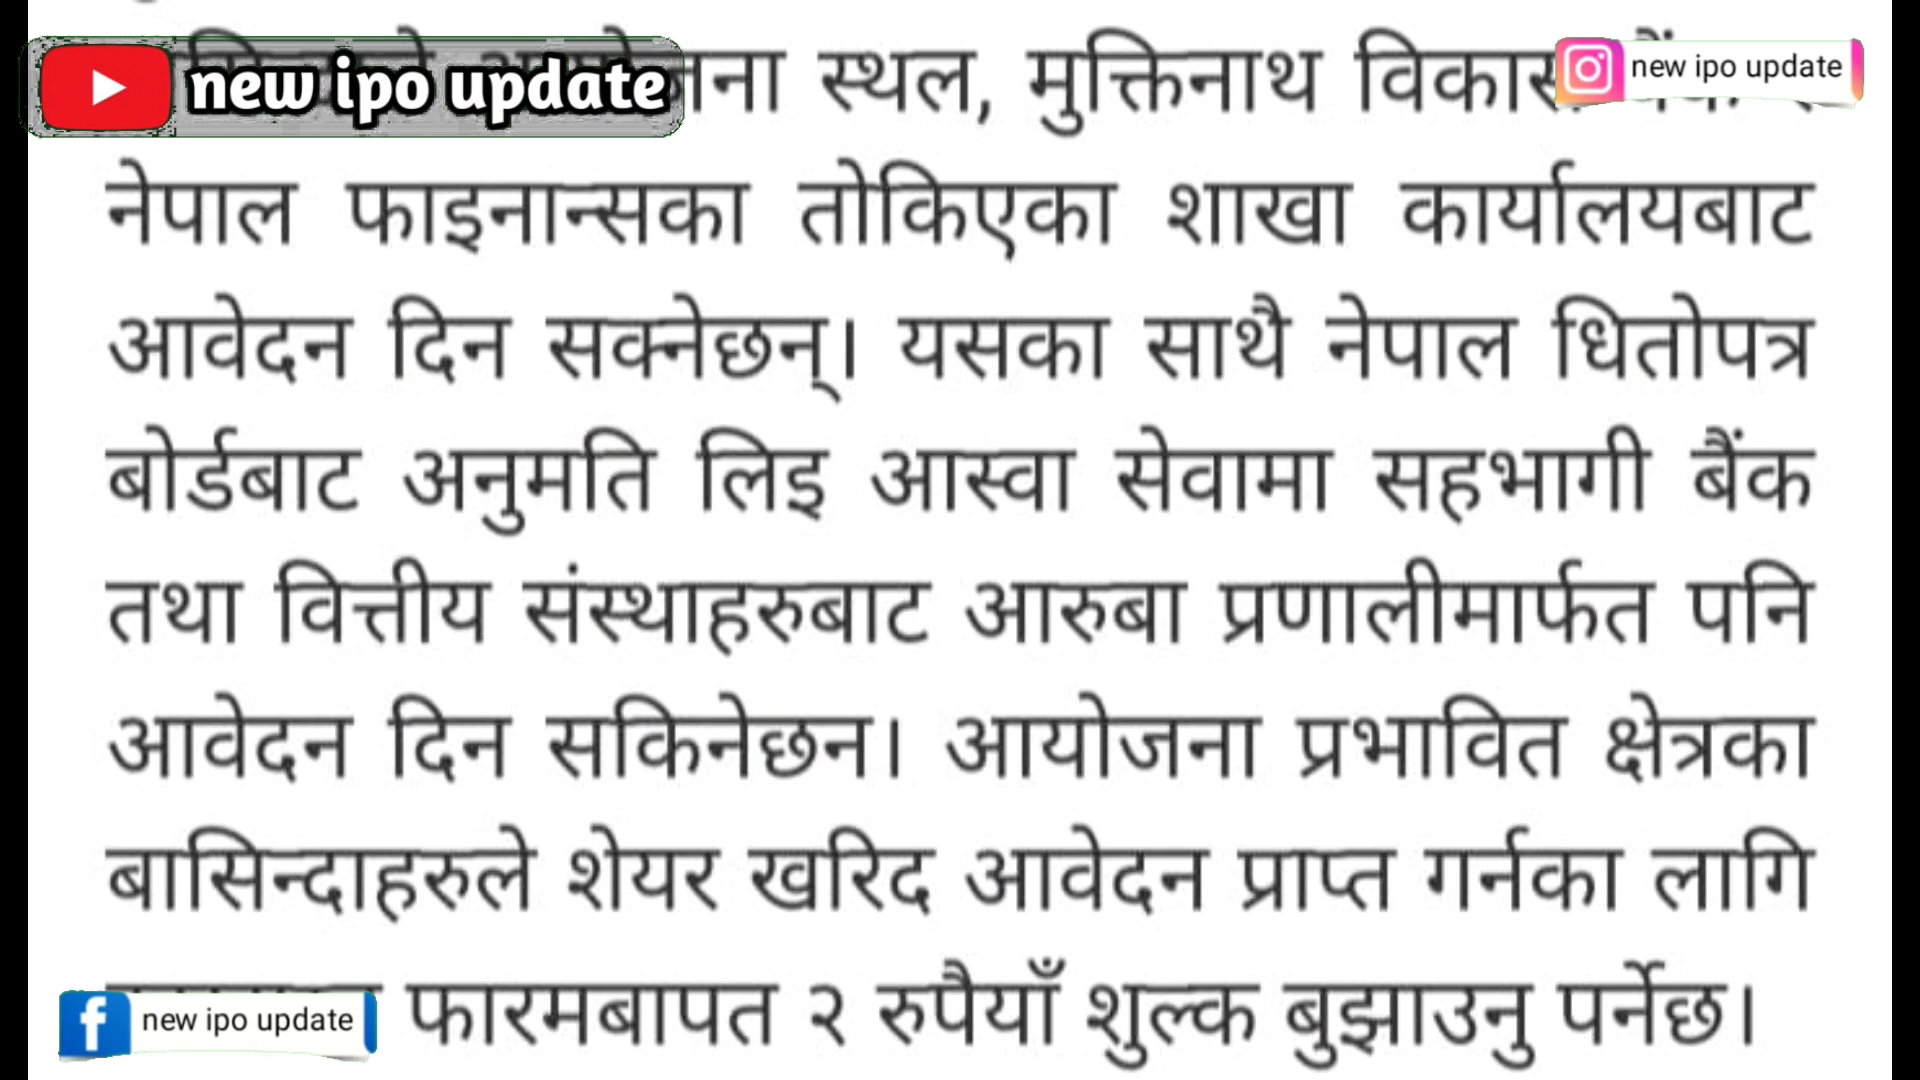 new ipo update
स्थल, मुक्तिनाथ
new ipo update
नेपाल फाइनान्सका तोकिएका शाखा कार्यालयबाट
आवेदन दिन सक्नेछन्। यसका साथै नेपाल धितोपत्र
बोर्डबाट अनुमति लिइ आस्वा सेवामा सहभागी बैंक
तथा वित्तीय संस्थाहरुबाट आरुबा प्रणालीमार्फत पनि
आवेदन दिन सकिनेछन। आयोजना प्रभावित क्षेत्रका
बासिन्दाहरुले शेयर खरिद आवेदन प्राप्त गर्नका लागि
new ipo update
फारमबापत २ रुपैयाँ शुल्क बुझाउनु पर्नेछ।